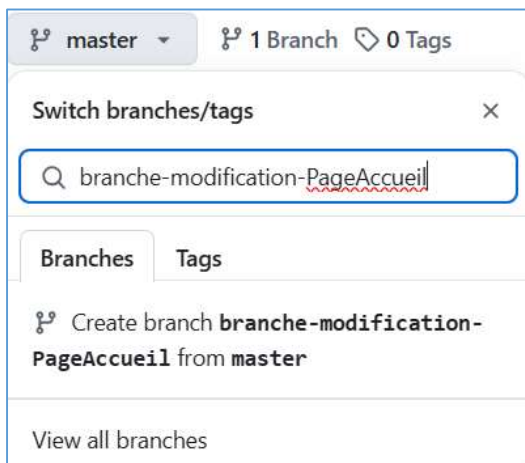 master 1 Branch 0 Tags
Switch branches/tags
branche-modification-PageAccueil
Branches Tags
Create branch branche-modification-
PageAccueil from master
View all branches